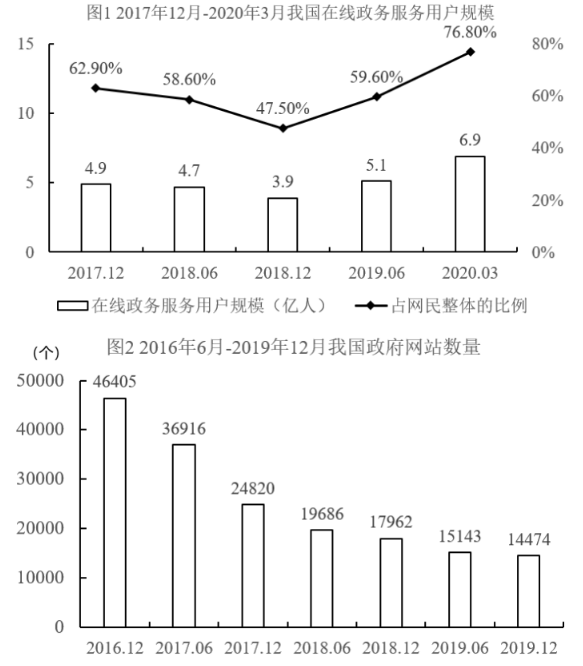 图1 2017年12月-2020年3月我国在线政务服务用户规模
15 76.80% 80%
62.90% 58.60% 59.60%
10 47.50% 60%
6.9 40%
5 4.9 4.7 3.9 5.1 20%
0 0%
2017.12 2018.06 2018.12 2019.06 2020.03
在线政务服务用户规模（亿人） 占网民整体的比例
图2 2016年6月-2019年12月我国政府网站数量
（个）
50000 46405
40000 36916
30000 24820
20000 19686 17962 15143 14474
10000
0
2016.12 2017.06 2017.12 2018.06 2018.12 2019.06 2019.12